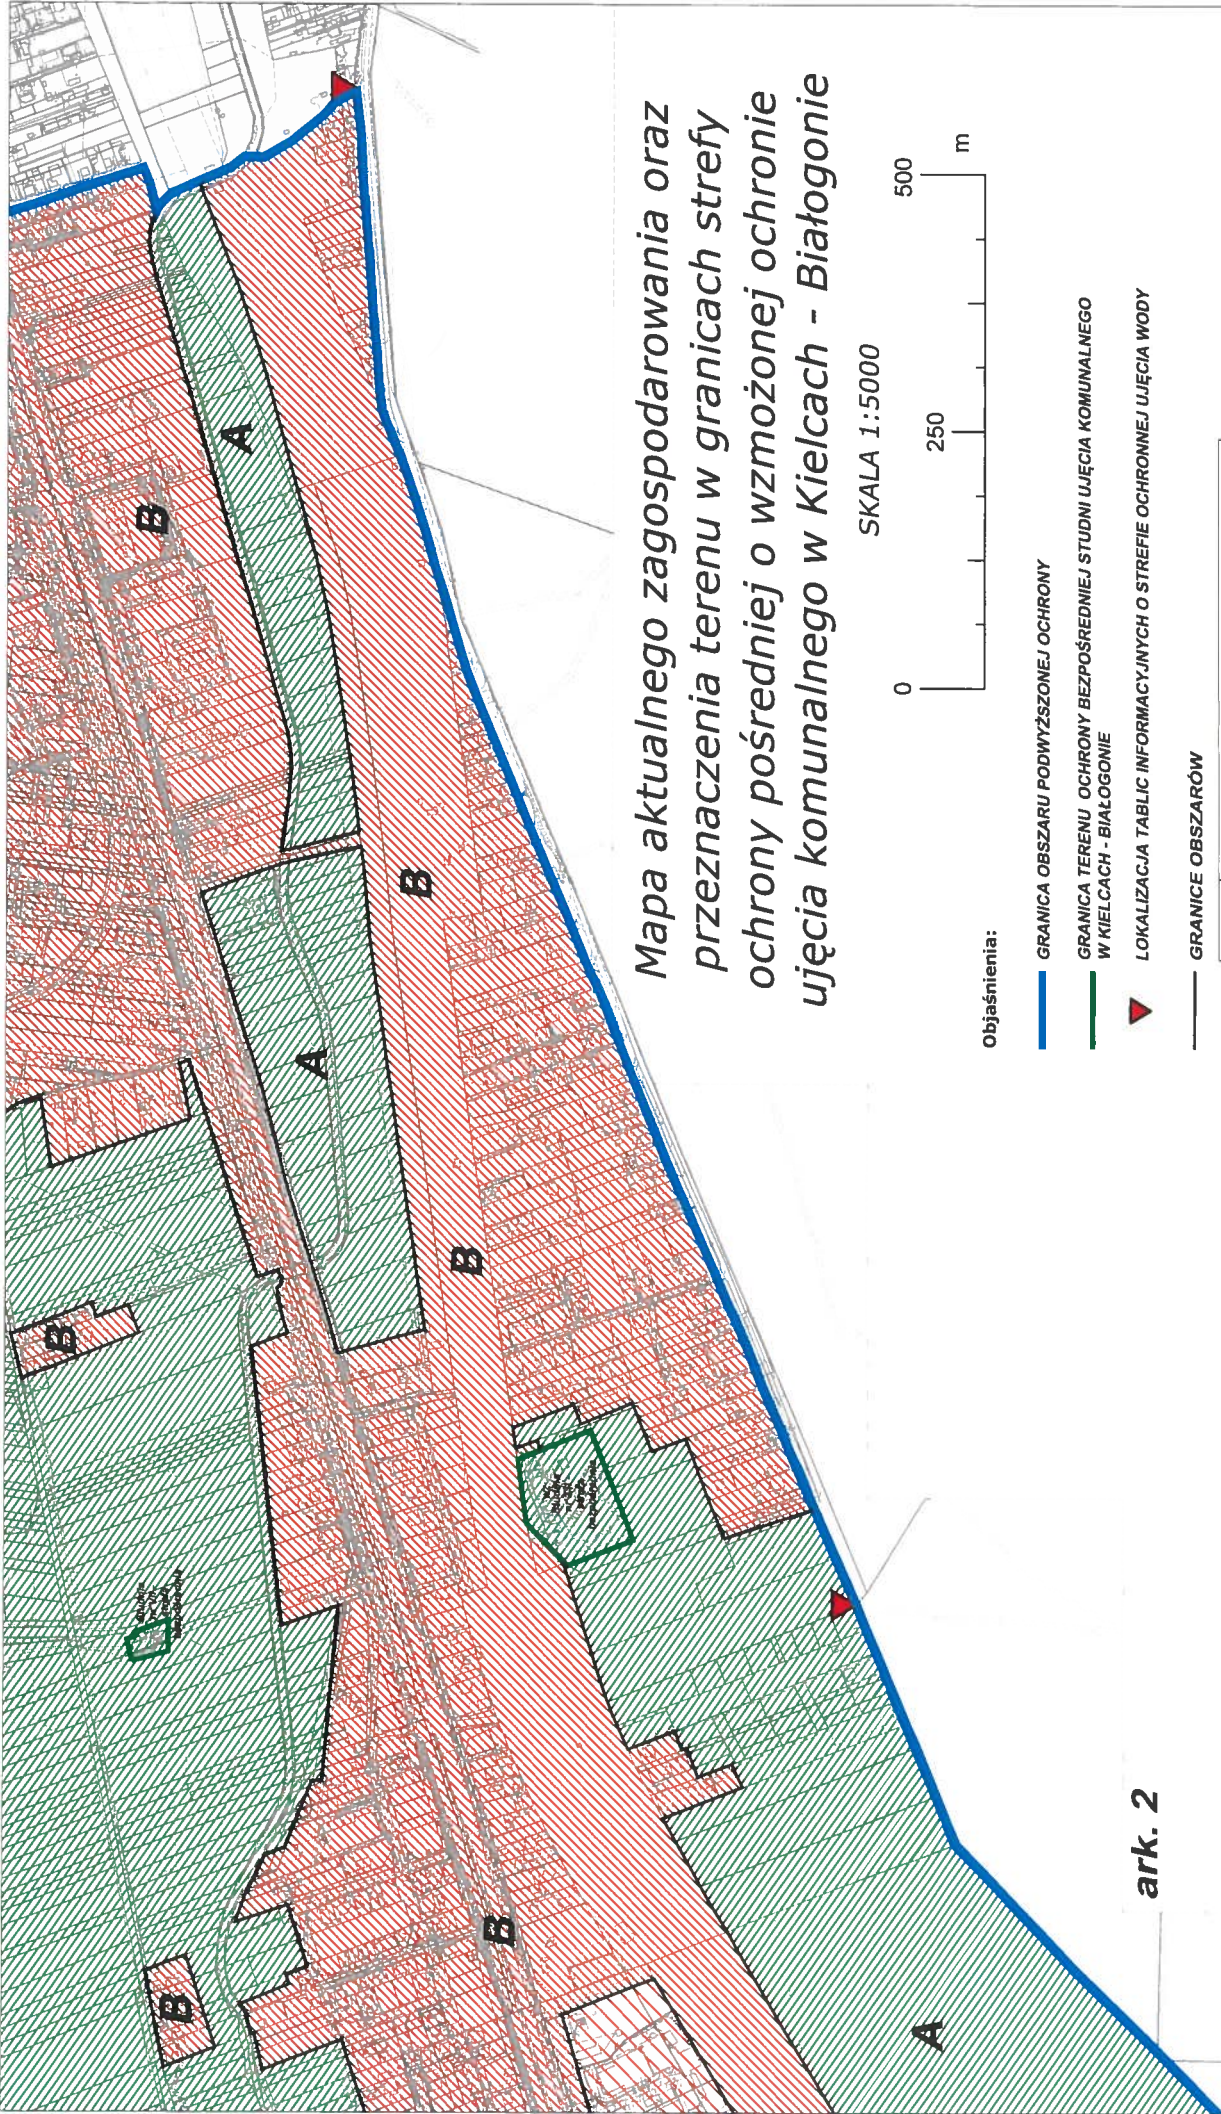 Mapa aktualnego zagospodarowania oraz
przeznaczenia terenu w granicach strefy
ochrony pośredniej o wzmożonej ochronie
ujęcia komunalnego w Kielcach - Białogonie
SKALA 1:5000
0
250
500
m
Objaśnienia:
GRANICA OBSZARU PODWYŻSZONEJ OCHRONY
GRANICA TERENU OCHRONY BEZPOŚREDNIEJ STUDNI UJĘCIA KOMUNALNEGO
W KIELCACH - BIAŁOGONIE
LOKALIZACJA TABLIC INFORMACYJNYCH O STREFIE OCHRONNEJ UJĘCIA WODY
GRANICE OBSZARÓW
ark. 2
B
B
B
A
A
B
B
B
A